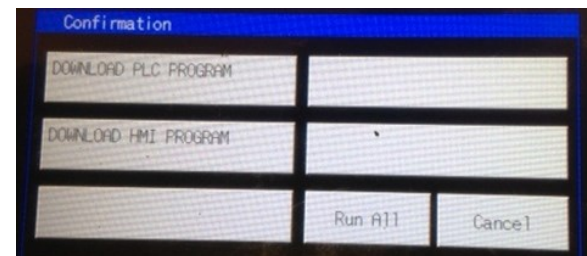 Confirmation
DOWNLOAD PLC PROGRAM
DOWNLOAD HMI PROGRAM
Run All
Cancel